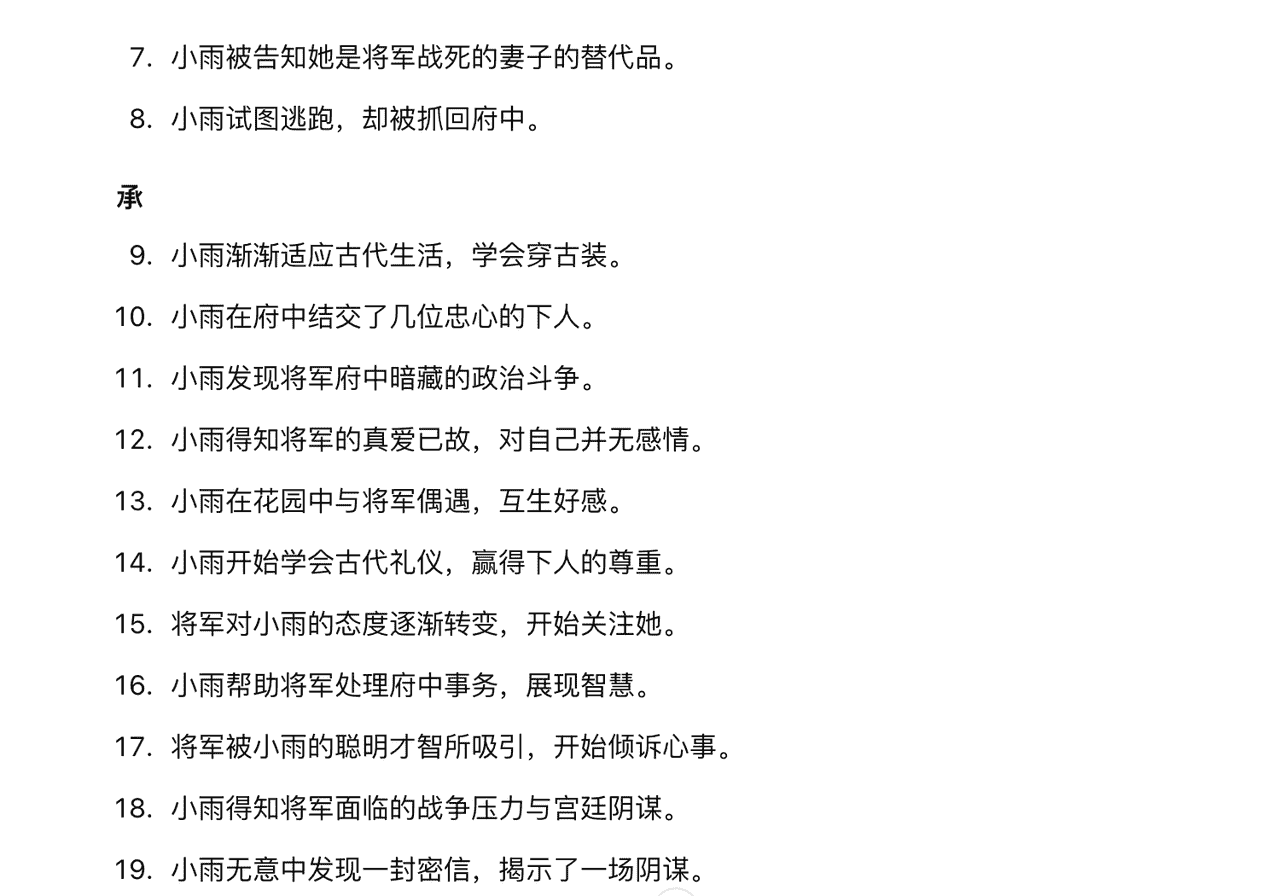 7. 小雨被告知她是将军战死的妻子的替代品。
8. 小雨试图逃跑，却被抓回府中。
承
9. 小雨渐渐适应古代生活，学会穿古装。
10. 小雨在府中结交了几位忠心的下人。
11. 小雨发现将军府中暗藏的政治斗争。
12. 小雨得知将军的真爱已故，对自己并无感情。
13. 小雨在花园中与将军偶遇，互生好感。
14. 小雨开始学会古代礼仪，赢得下人的尊重。
15. 将军对小雨的态度逐渐转变，开始关注她。
16. 小雨帮助将军处理府中事务，展现智慧。
17. 将军被小雨的聪明才智所吸引，开始倾诉心事。
18. 小雨得知将军面临的战争压力与宫廷阴谋。
19. 小雨无意中发现一封密信，揭示了一场阴谋。